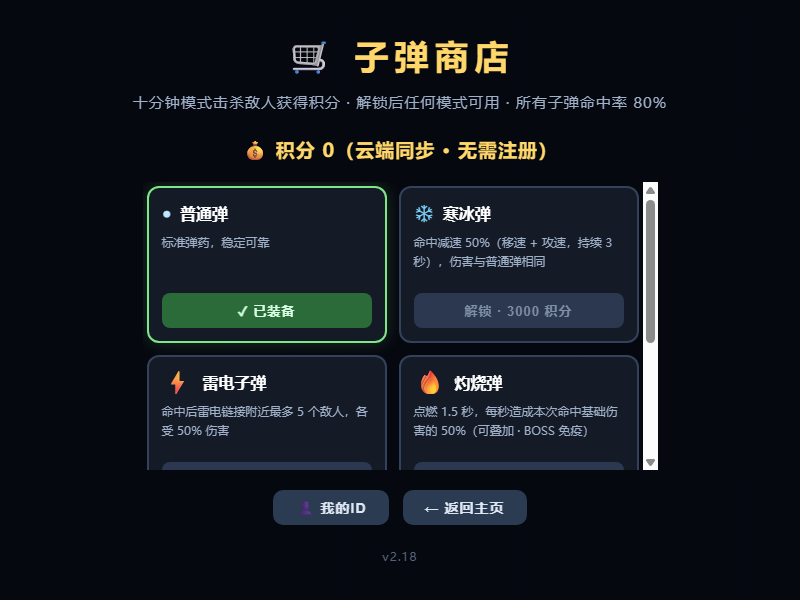 子弹商店
十分钟模式击杀敌人获得积分 · 解锁后任何模式可用 · 所有子弹命中率 80%
积分 0（云端同步 · 无需注册）
普通弹
标准弹药，稳定可靠
✓ 已装备
寒冰弹
命中减速 50%（移速 + 攻速，持续 3
秒），伤害与普通弹相同
解锁 · 3000 积分
雷电子弹
命中后雷电链接附近最多 5 个敌人，各
受 50% 伤害
灼烧弹
点燃 1.5 秒，每秒造成本次命中基础伤
害的 50%（可叠加 · BOSS 免疫）
我的ID
← 返回主页
v2.18